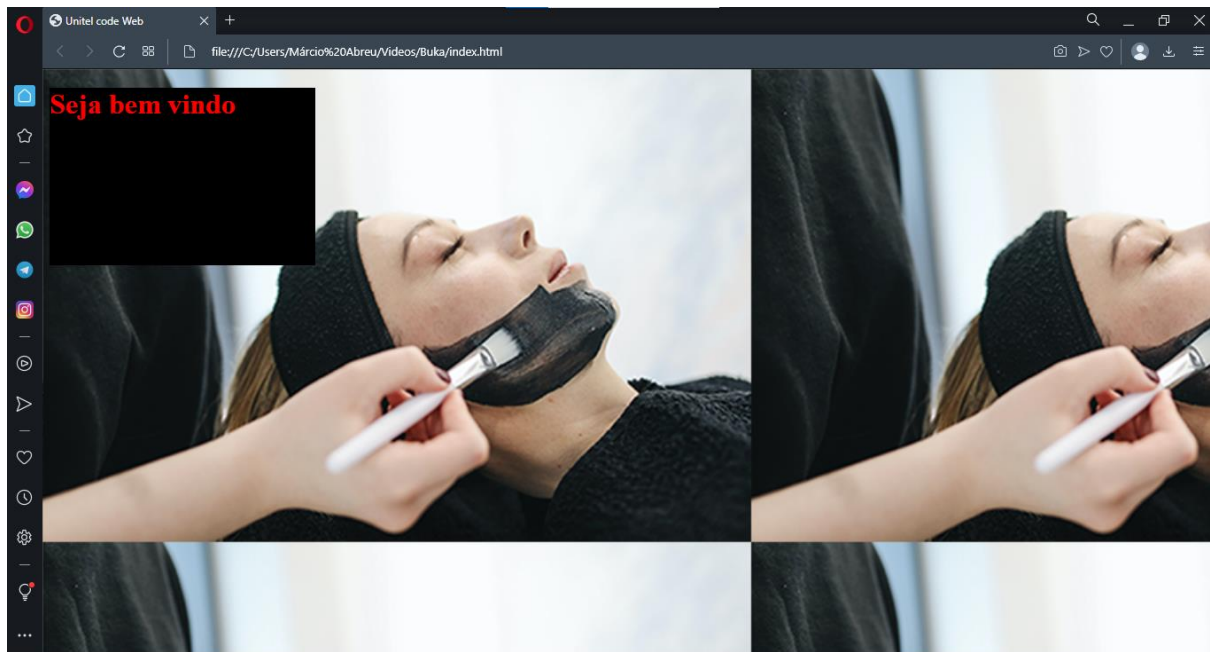 Unitel code Web
file:///C:/Users/Márcio%20Abreu/Videos/Buka/index.html
Seja bem vindo